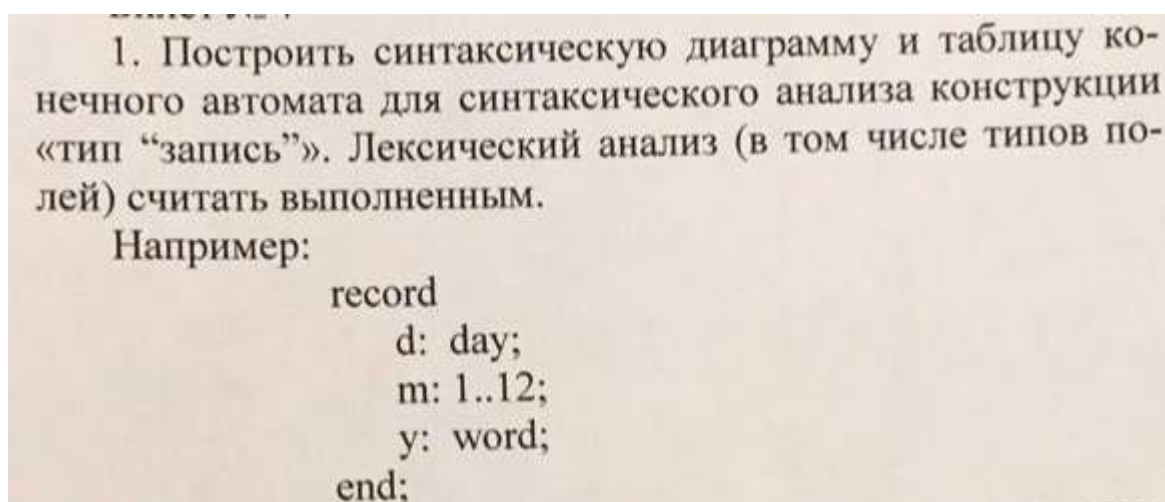 1. Построить синтаксическую диаграмму и таблицу ко-
нечного автомата для синтаксического анализа конструкции
«тип “запись”». Лексический анализ (в том числе типов по-
лей) считать выполненным.
Например:
record
d: day;
m: 1..12;
y: word;
end;